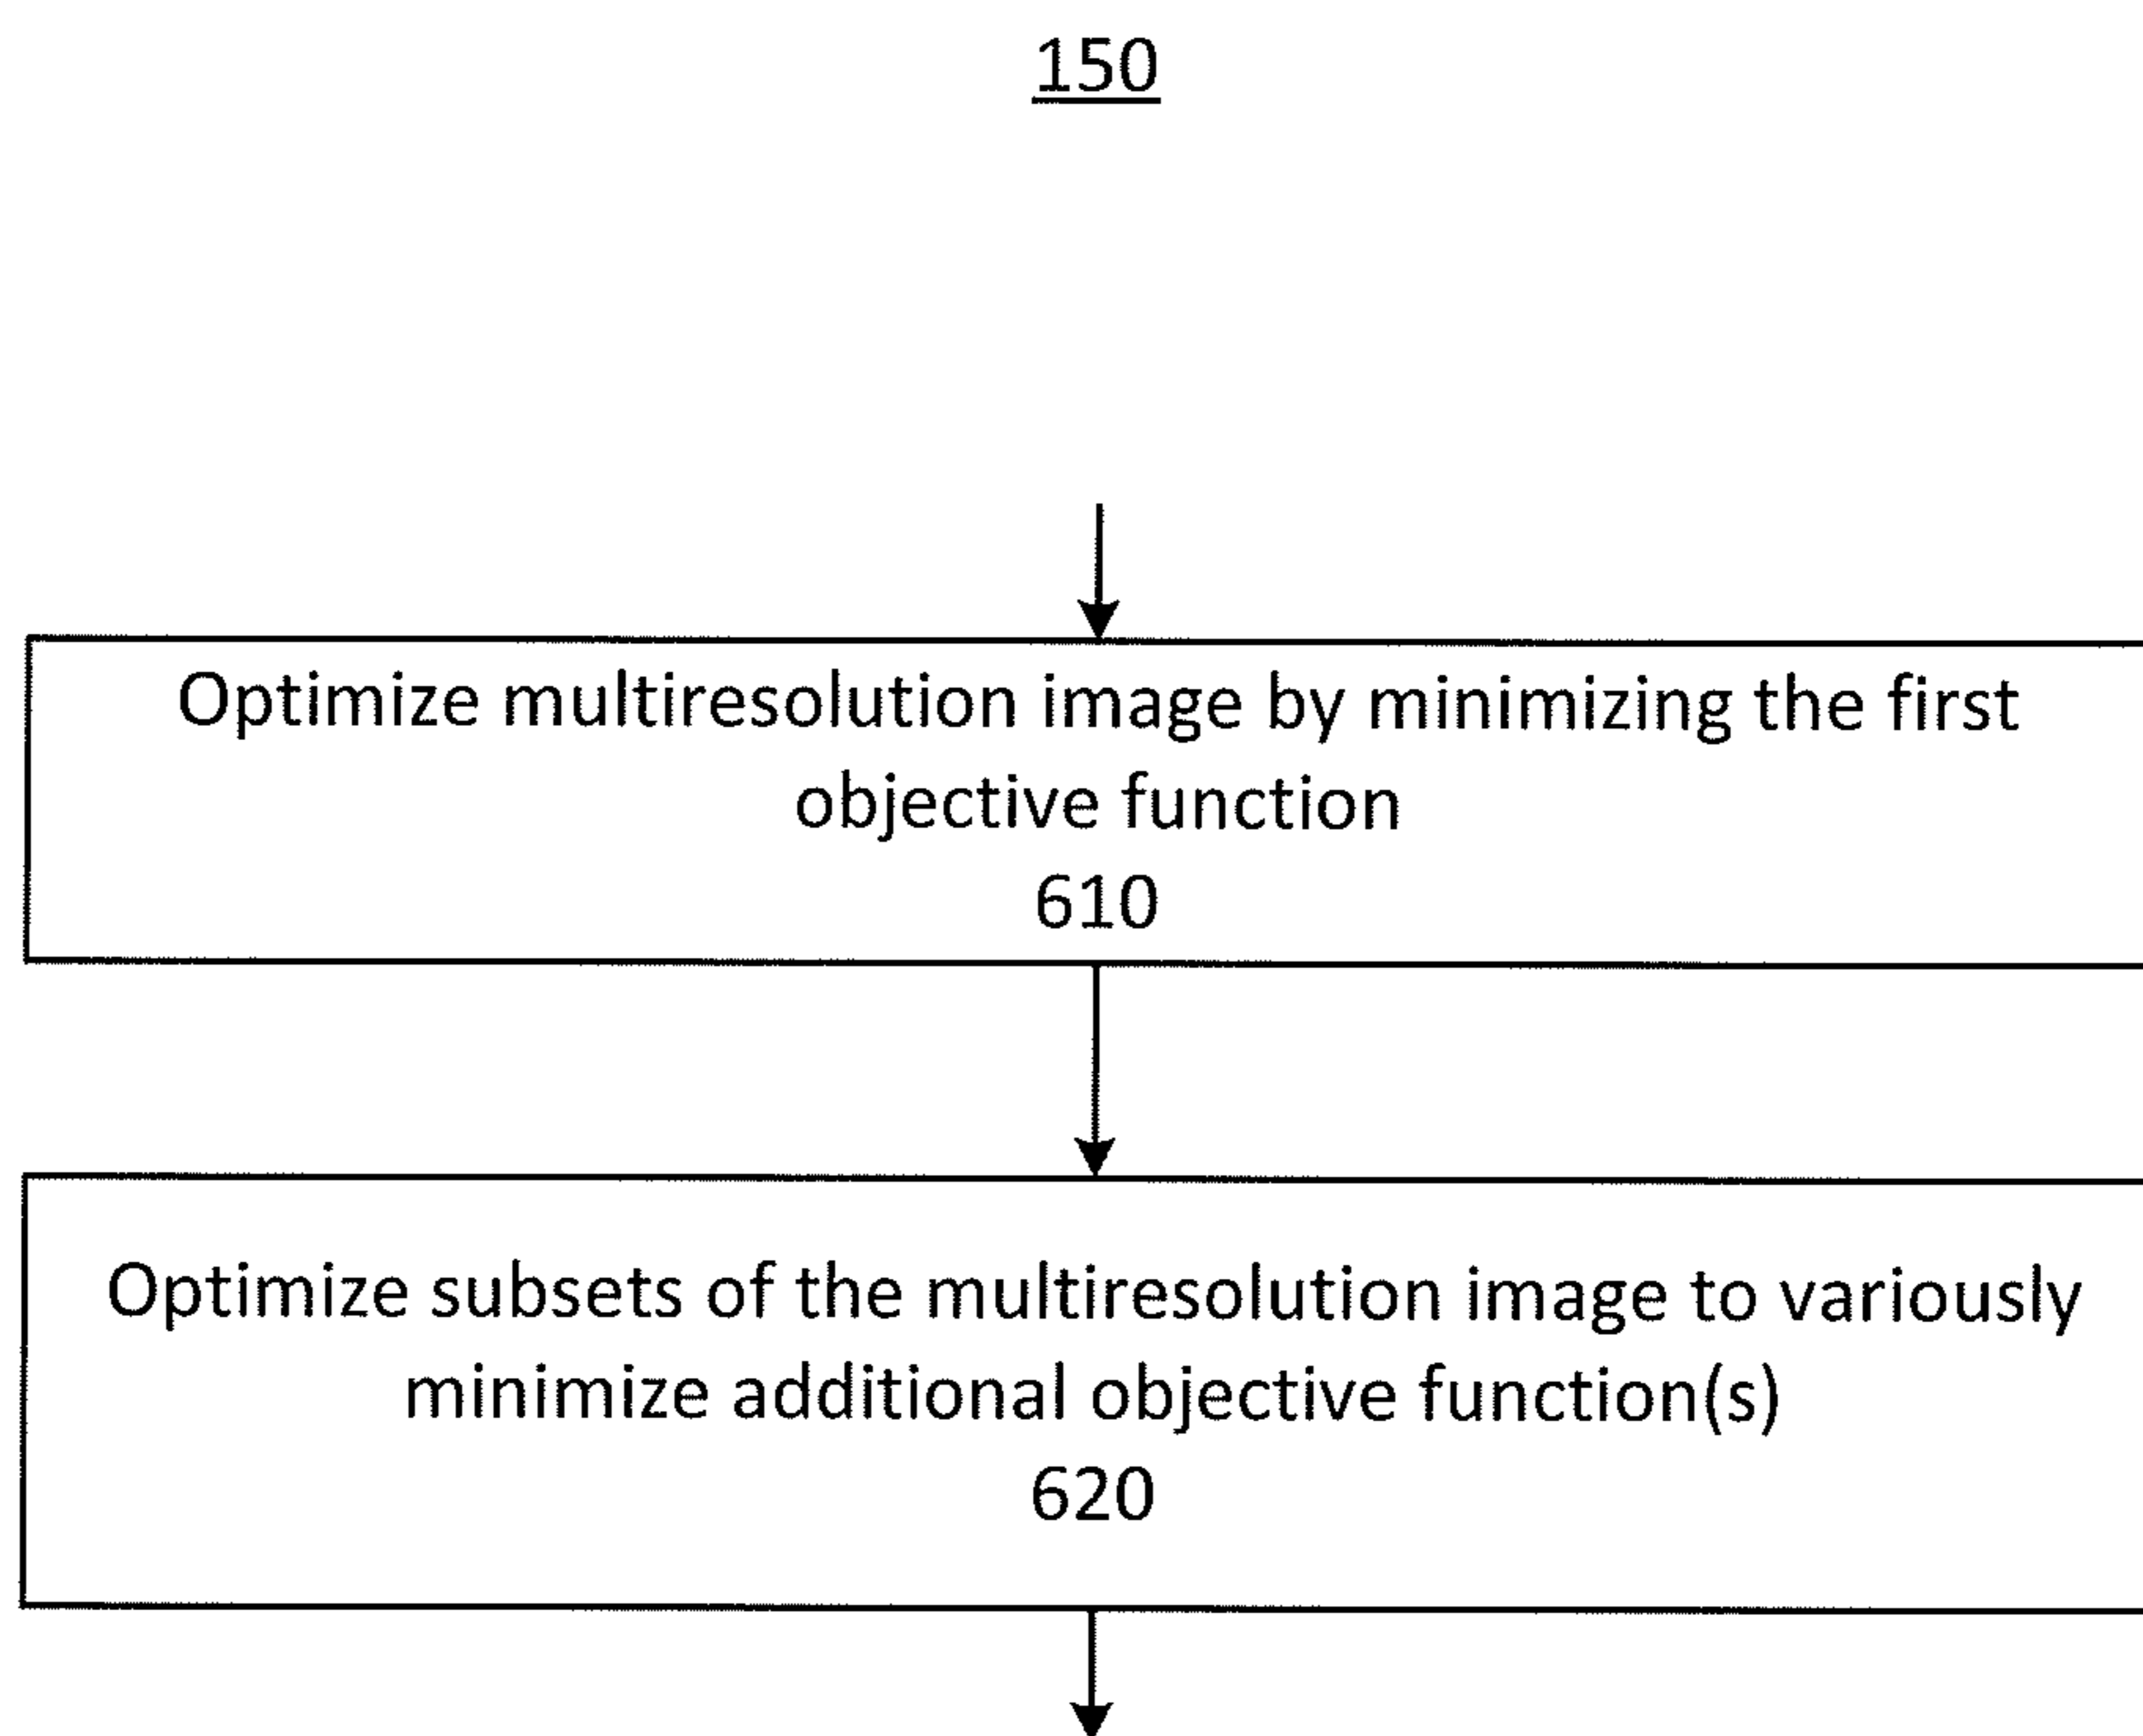 150
Optimize multiresolution image by minimizing the first
objective function
610
Optimize subsets of the multiresolution image to variously
minimize additional objective function(s)
620